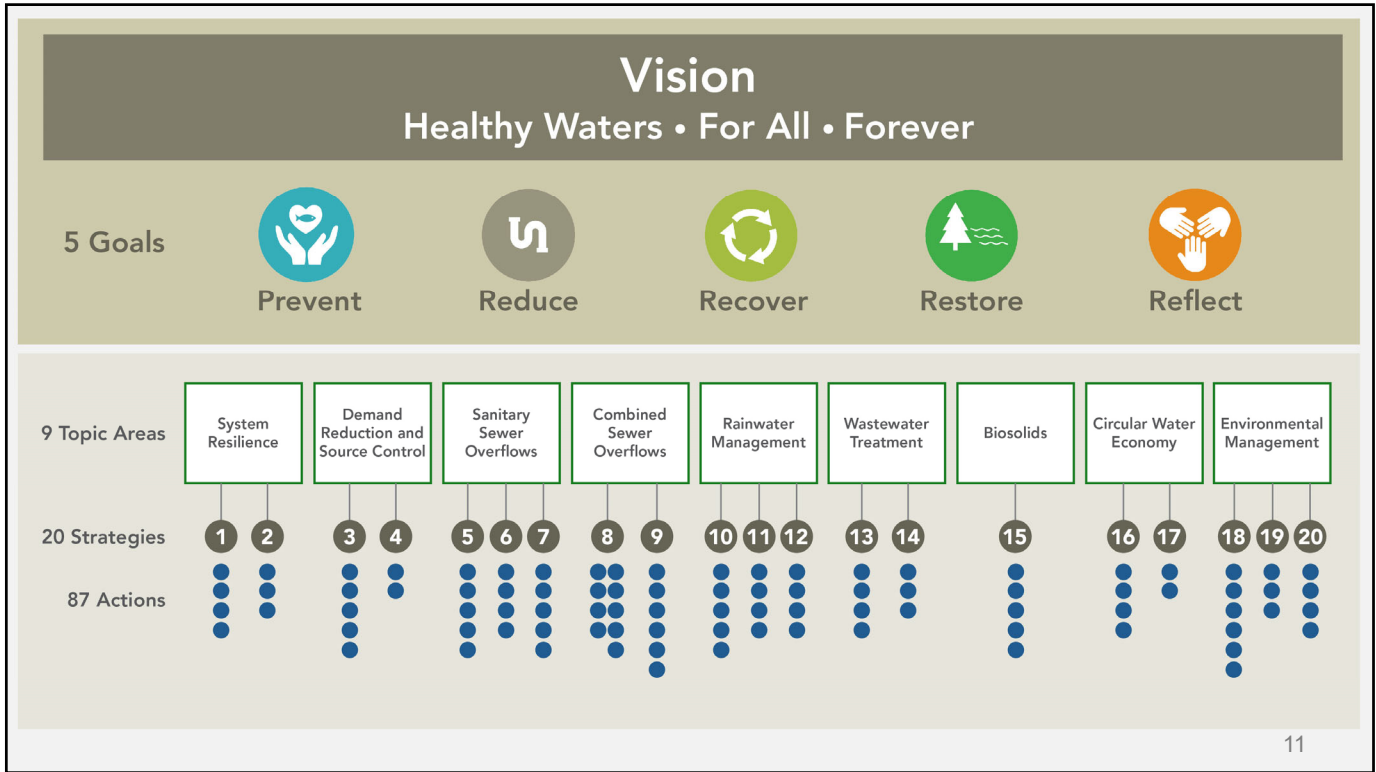 Vision
Healthy Waters • For All • Forever
5 Goals
Prevent
Reduce
Recover
Restore
Reflect
9 Topic Areas
System
Resilience
Demand
Reduction and
Source Control
Sanitary
Sewer
Overflows
Combined
Sewer
Overflows
Rainwater
Management
Wastewater
Treatment
Biosolids
Circular Water
Economy
Environmental
Management
20 Strategies
1 2 3 4 5 6 7 8 9 10 11 12 13 14 15 16 17 18 19 20
87 Actions
11